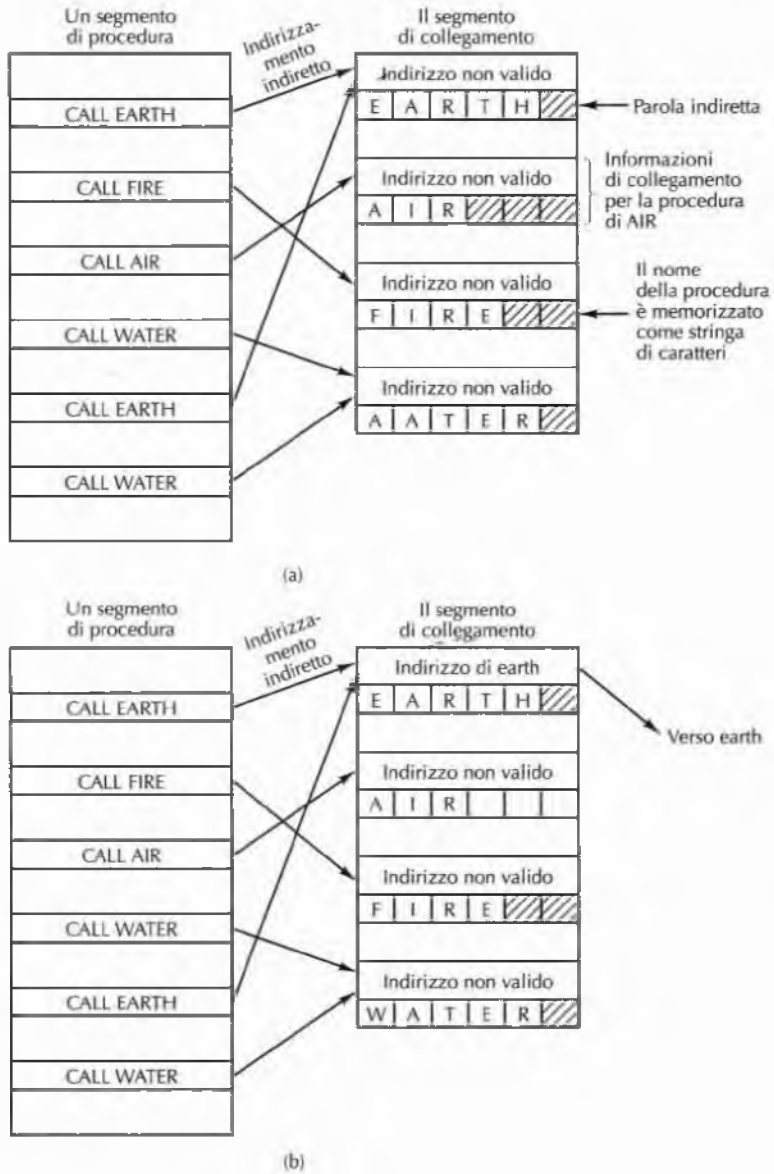 Un segmento
di procedura
Indirizza-
mento
indiretto
Il segmento
di collegamento
CALL EARTH
CALL FIRE
CALL AIR
CALL WATER
CALL EARTH
CALL WATER
Indirizzo non valido
E A R T H
Indirizzo non valido
A I R
Indirizzo non valido
F I R E
Indirizzo non valido
A A T E R
Parola indiretta
Informazioni
di collegamento
per la procedura
di AIR
Il nome
della procedura
è memorizzato
come stringa
di caratteri
(a)
Un segmento
di procedura
Indirizza-
mento
indiretto
Il segmento
di collegamento
CALL EARTH
CALL FIRE
CALL AIR
CALL WATER
CALL EARTH
CALL WATER
Indirizzo di earth
E A R T H
Indirizzo non valido
A I R
Indirizzo non valido
F I R E
Indirizzo non valido
W A T E R
Verso earth
(b)